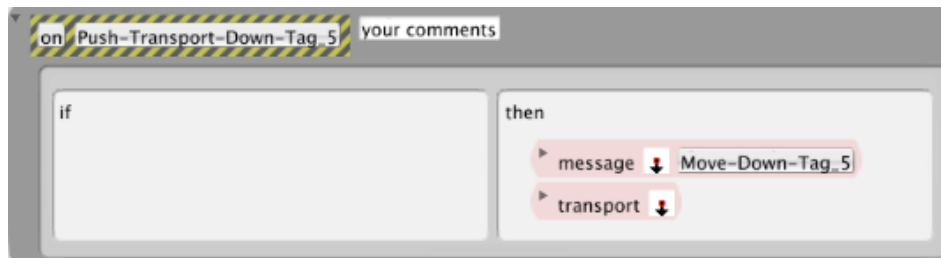 on Push-Transport-Down-Tag_5 your comments
if
then
message Move-Down-Tag_5
transport